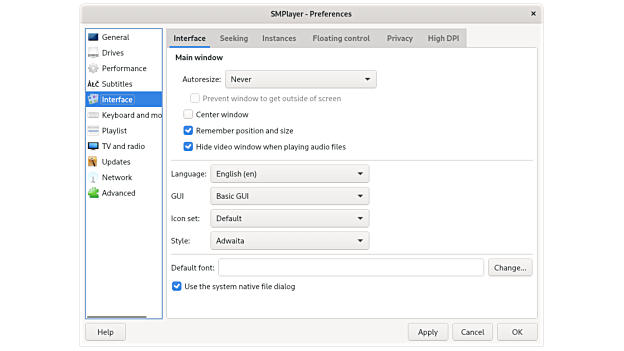 SMPlayer - Preferences
×
General
Drives
Performance
Subtitles
Interface
Keyboard and mo
Playlist
TV and radio
Updates
Network
Advanced
Interface Seeking Instances Floating control Privacy High DPI
Main window
Autoresize: Never
Prevent window to get outside of screen
Center window
Remember position and size
Hide video window when playing audio files
Language: English (en)
GUI Basic GUI
Icon set: Default
Style: Adwaita
Default font: Change...
Use the system native file dialog
Help Apply Cancel OK